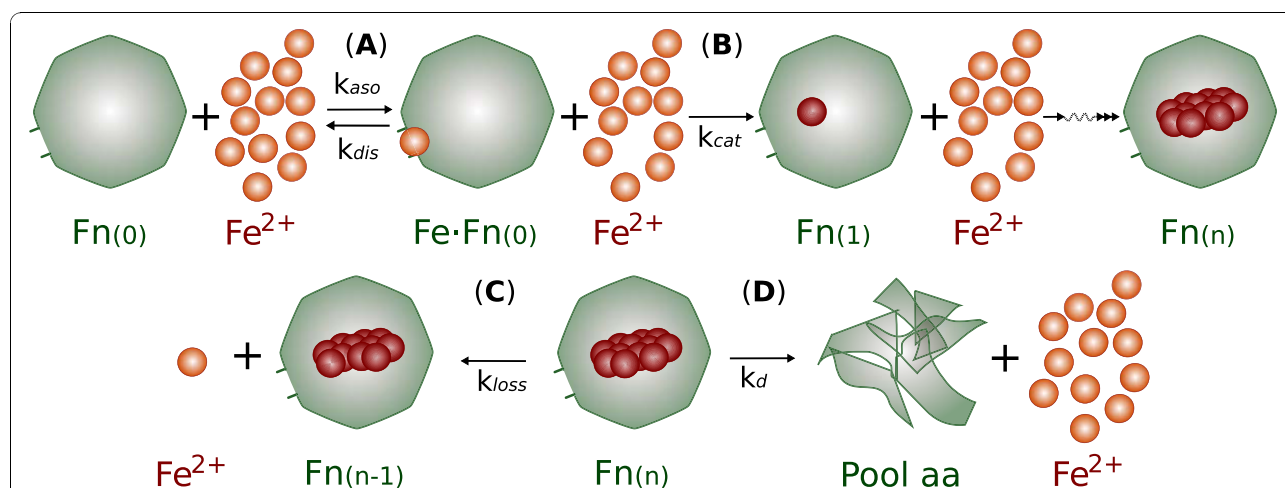 (A) (B)
+ kaso + kcat +
kdis
Fn(0) Fe²⁺ Fe·Fn(0) Fe²⁺ Fn(1) Fe²⁺ Fn(n)
(C) (D)
+ kloss kd +
Fe²⁺ Fn(n-1) Fn(n) Pool aa Fe²⁺